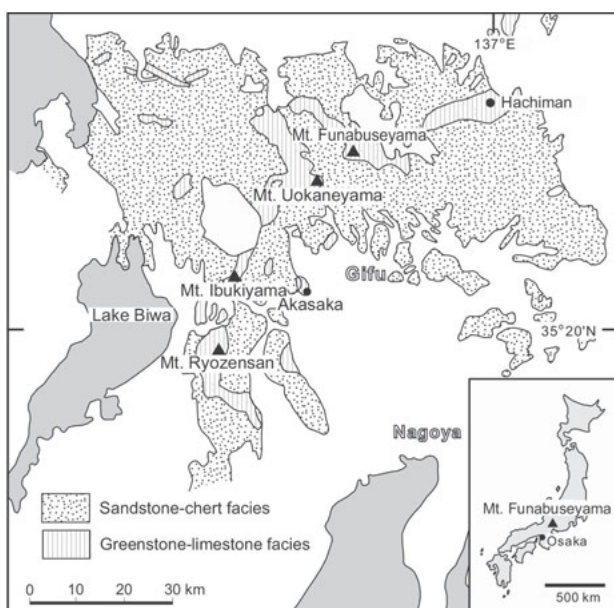 137°E
Hachiman
Mt. Funabuseyama
Mt. Uokaneyama
Gifu
Mt. Ibukiyama
Akasaka
Lake Biwa
35°20'N
Mt. Ryozensan
Nagoya
Sandstone-chert facies
Greenstone-limestone facies
0 10 20 30 km
Mt. Funabuseyama
Osaka
500 km